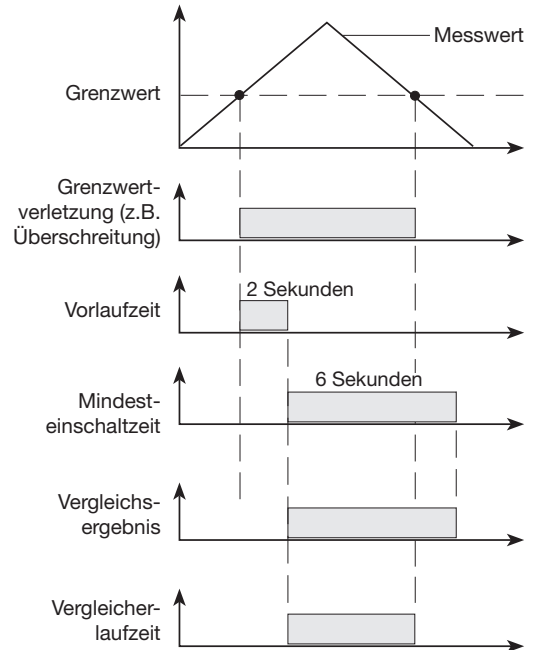 Messwert
Grenzwert
Grenzwert-
verletzung (z.B.
Überschreitung)
2 Sekunden
Vorlaufzeit
6 Sekunden
Mindest-
einschaltzeit
Vergleichs-
ergebnis
Vergleicher-
laufzeit